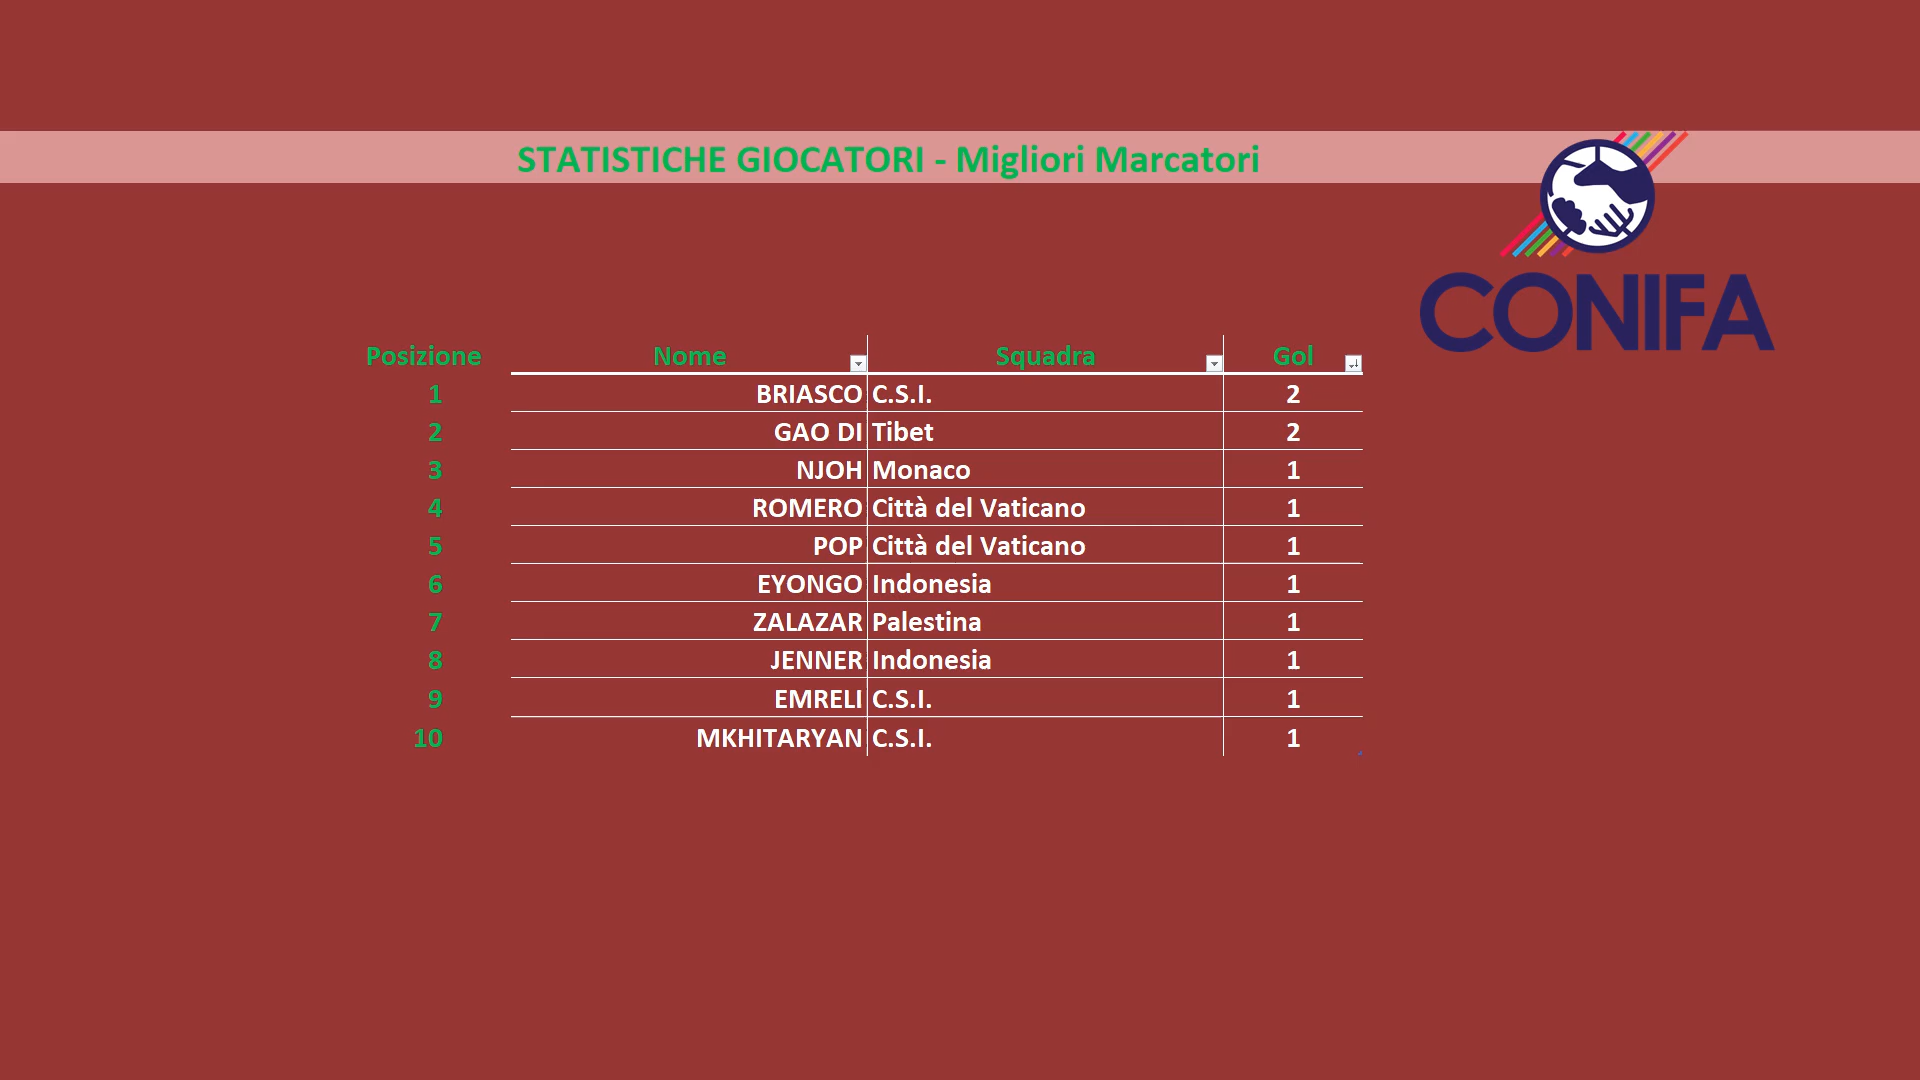 STATISTICHE GIOCATORI - Migliori Marcatori
CONIFA
Posizione Nome Squadra Gol
1 BRIASCO C.S.I. 2
2 GAO DI Tibet 2
3 NJOH Monaco 1
4 ROMERO Città del Vaticano 1
5 POP Città del Vaticano 1
6 EYONGO Indonesia 1
7 ZALAZAR Palestina 1
8 JENNER Indonesia 1
9 EMRELI C.S.I. 1
10 MKHITARYAN C.S.I. 1